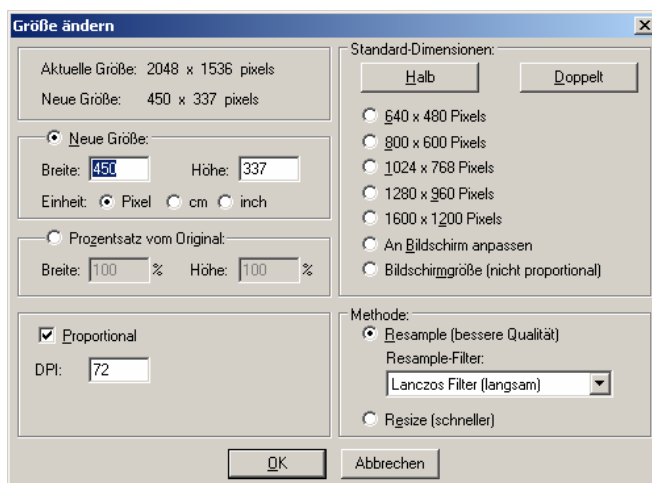 Größe ändern
Aktuelle Größe: 2048 x 1536 pixels
Neue Größe: 450 x 337 pixels
Neue Größe:
Breite: 450 Höhe: 337
Einheit: Pixel cm inch
Prozentsatz vom Original:
Breite: 100 % Höhe: 100 %
Proportional
DPI: 72
Standard-Dimensionen:
Halb Doppelt
640 x 480 Pixels
800 x 600 Pixels
1024 x 768 Pixels
1280 x 960 Pixels
1600 x 1200 Pixels
An Bildschirm anpassen
Bildschirmgröße (nicht proportional)
Methode:
Resample (bessere Qualität)
Resample-Filter:
Lanczos Filter (langsam)
Resize (schneller)
OK Abbrechen